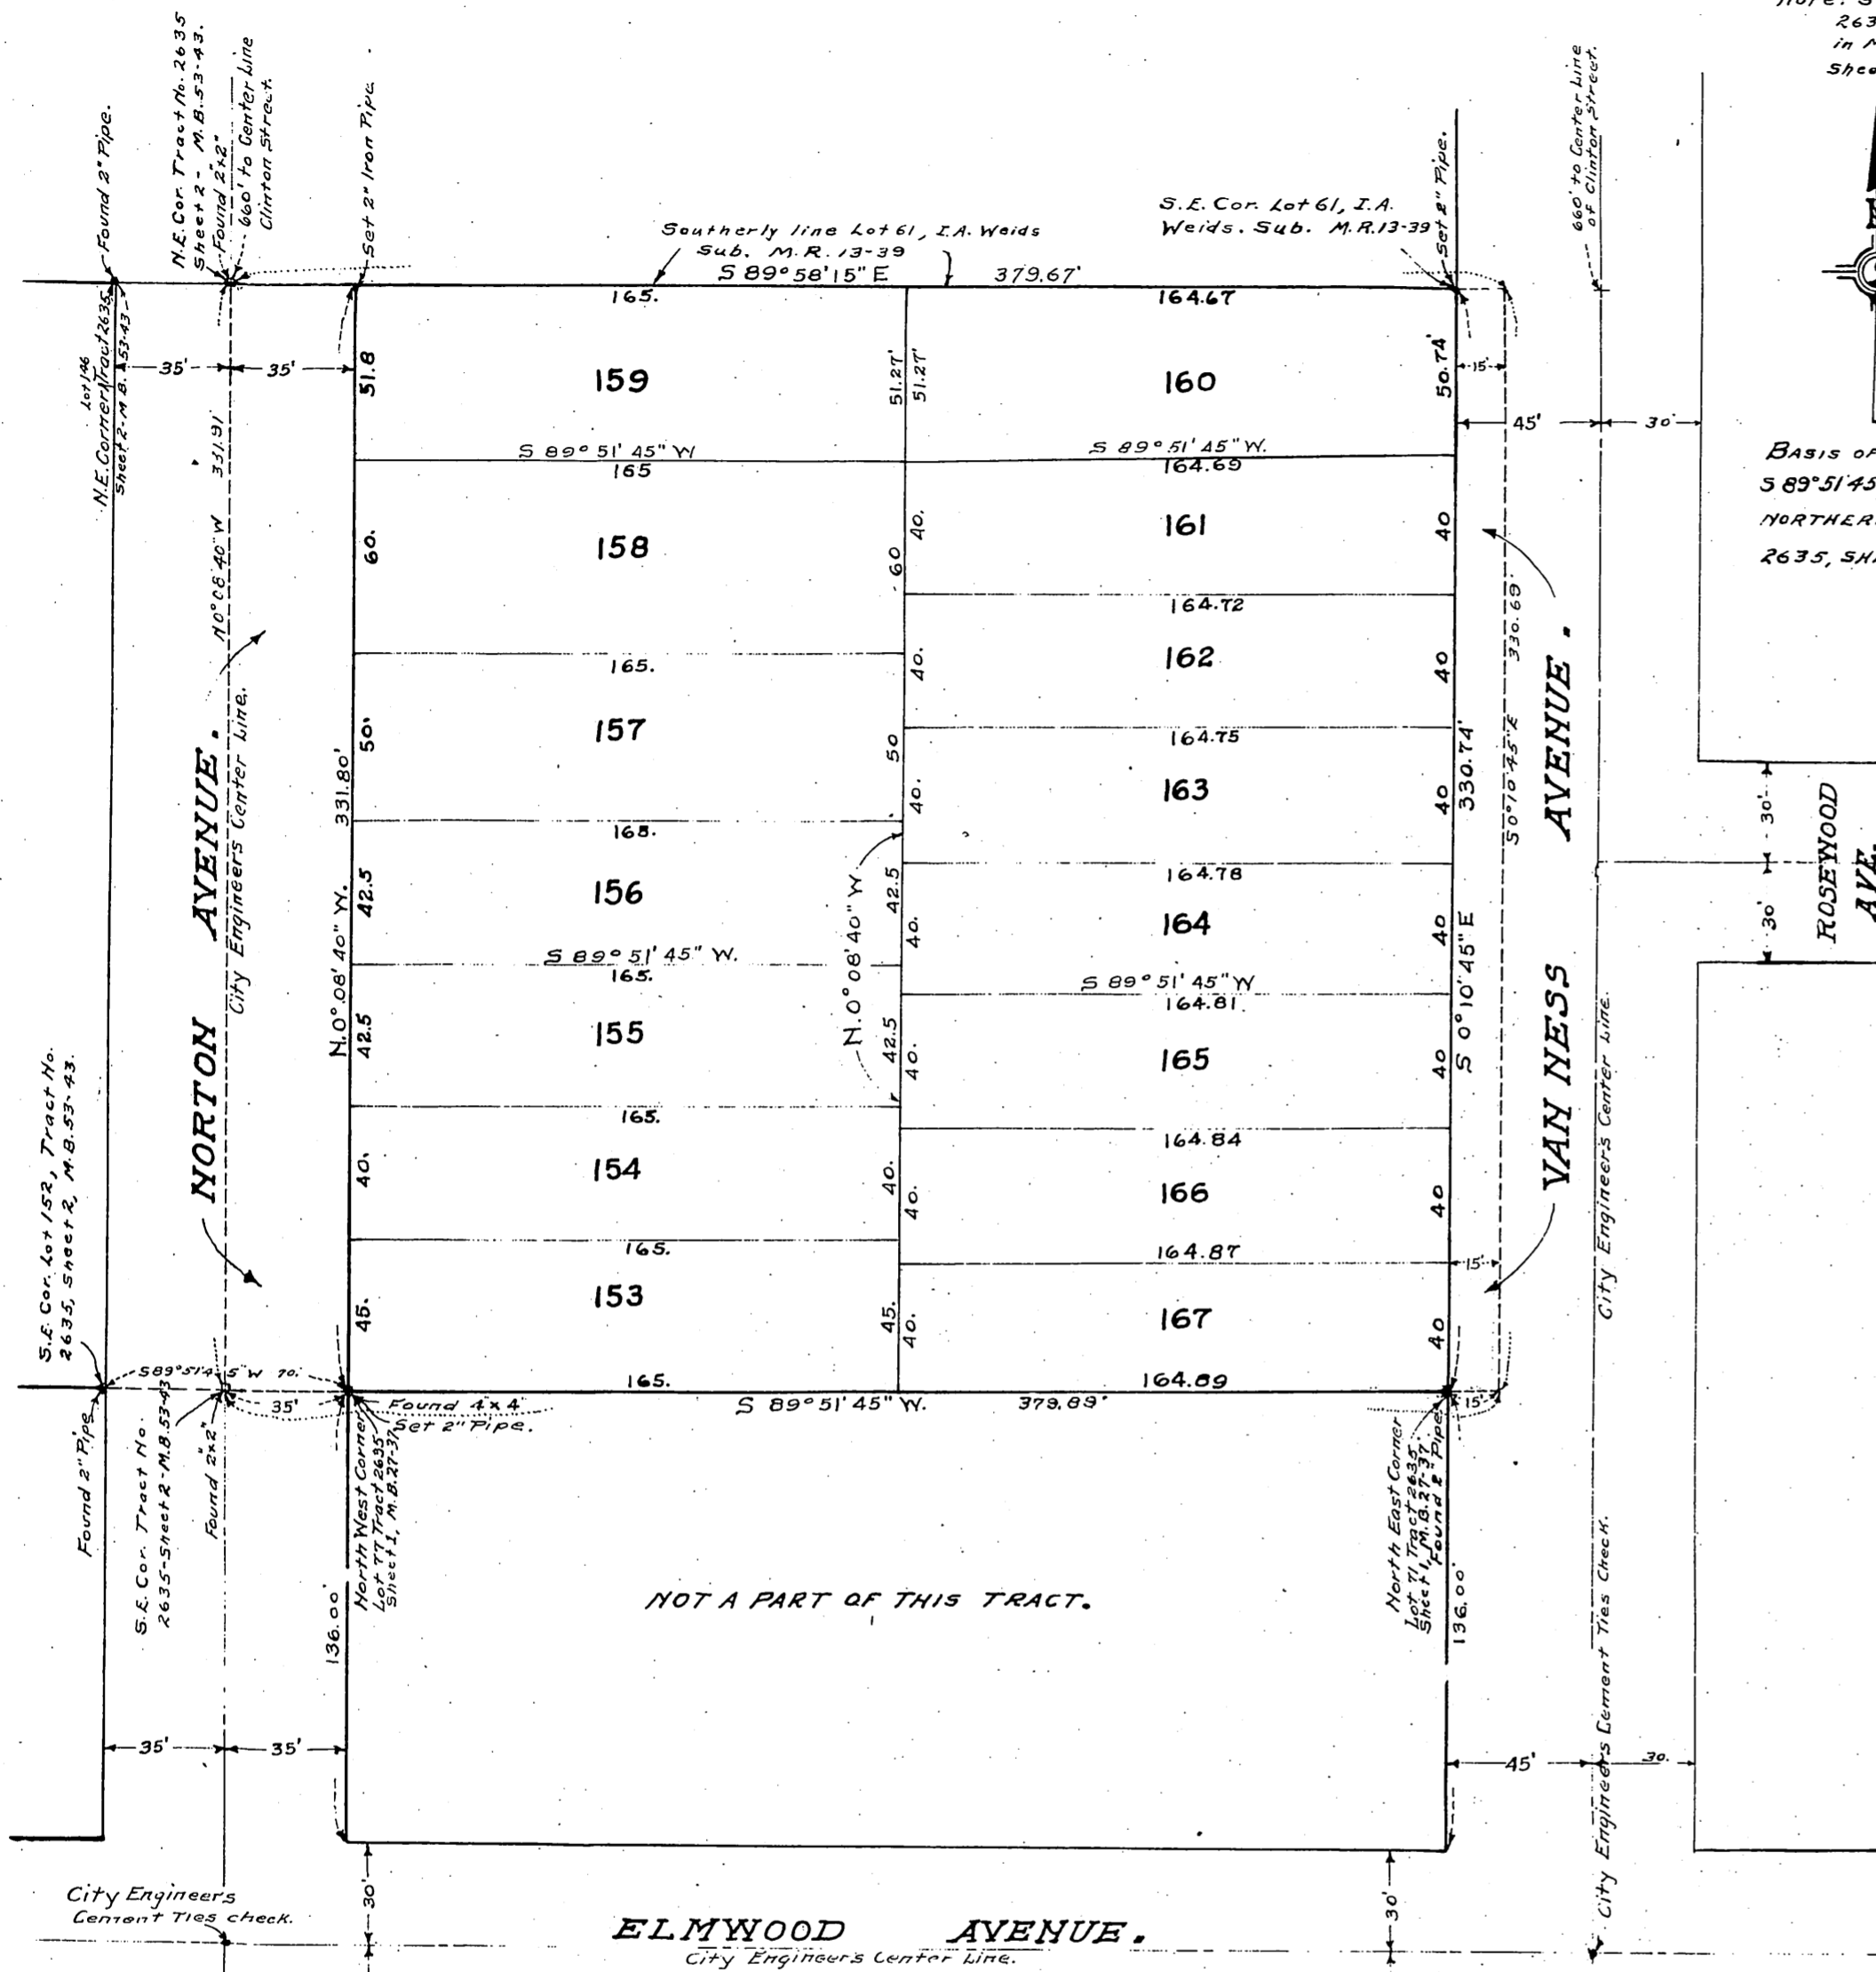 Found 2" Pipe.
N.E. Cor. Tract No. 2635
Sheet 2 - M.B. 53-43.
Found 2"x2"
660' to Center Line
Clinton Street.
Set 2" Iron Pipe.
Southerly line Lot 61, I.A. Weids
Sub. M.R. 13-39
S 89°58'15" E 379.67'
S.E. Cor. Lot 61, I.A.
Weids. Sub. M.R. 13-39
Set 2" Pipe.
660' to Center Line
of Clinton Street.
263
in M
Shee
BASIS OF
S 89°51'45
NORTHER
2635, SH
Lot 146
N.E. Corner Tract 2635
Sheet 2 - M.B. 53-43
35'
35'
N0°08'40"W 331.91'
City Engineers Center Line.
NORTON AVENUE.
N.0°08'40" W. 331.80'
165.
51.8
159
51.27'
S 89°51'45" W
165
60.
158
60
165.
50.
157
50
165.
42.5
156
42.5
S 89°51'45" W.
165.
42.5
155
42.5
165.
40.
154
40.
165.
45.
153
45.
165.
N.0°08'40" W.
164.67
51.27'
160
50.74'
S 89°51'45" W.
164.69
40.
161
40
164.72
40.
162
40
164.75
40.
163
40
164.78
40.
164
40
S 89°51'45" W
164.81.
40.
165
40
164.84
40.
166
40
164.87
40.
167
40
164.89
S 89°51'45" W. 379.89'
S 0°10'45" E 330.74'
S0°10'45"E 330.69'
15'
45'
30'
15'
15'
VAN NESS AVENUE.
City Engineers Center Line.
30'
30'
ROSEWOOD
AVE.
S.E. Cor. Lot 152, Tract No.
2635, Sheet 2, M.B. 53-43.
S89°51'45"W 70.'
35'
Found 2" Pipe
S.E. Cor. Tract No.
2635-Sheet 2-M.B. 53-43
Found 2"x2"
Found 4"x4"
Set 2" Pipe.
North West Corner
Lot 77 Tract 2635
Sheet 1, M.B. 27-37
136.00'
NOT A PART OF THIS TRACT.
North East Corner
Lot 71 Tract 2635
Sheet 1, M.B. 27-37
Found 2" Pipe
136.00'
City Engineers Cement Ties Check.
35'
35'
45'
30.
City Engineers
Cement Ties check.
30'
30'
ELMWOOD AVENUE.
City Engineers Center Line.